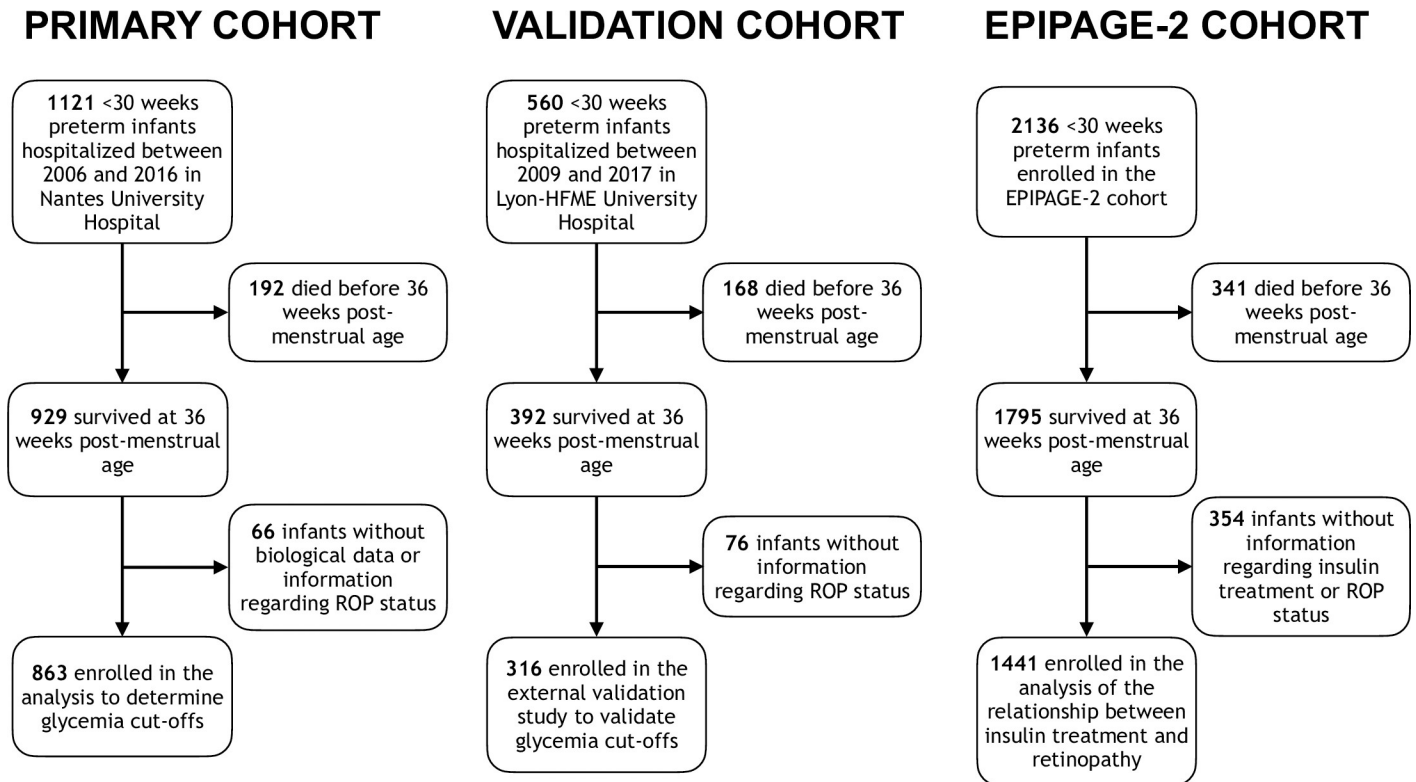 PRIMARY COHORT
1121 <30 weeks
preterm infants
hospitalized between
2006 and 2016 in
Nantes University
Hospital
192 died before 36
weeks post-
menstrual age
929 survived at 36
weeks post-menstrual
age
66 infants without
biological data or
information
regarding ROP status
863 enrolled in the
analysis to determine
glycemia cut-offs
VALIDATION COHORT
560 <30 weeks
preterm infants
hospitalized between
2009 and 2017 in
Lyon-HFME University
Hospital
168 died before 36
weeks post-
menstrual age
392 survived at 36
weeks post-menstrual
age
76 infants without
information
regarding ROP status
316 enrolled in the
external validation
study to validate
glycemia cut-offs
EPIPAGE-2 COHORT
2136 <30 weeks
preterm infants
enrolled in the
EPIPAGE-2 cohort
341 died before 36
weeks post-
menstrual age
1795 survived at 36
weeks post-menstrual
age
354 infants without
information
regarding insulin
treatment or ROP
status
1441 enrolled in the
analysis of the
relationship between
insulin treatment and
retinopathy